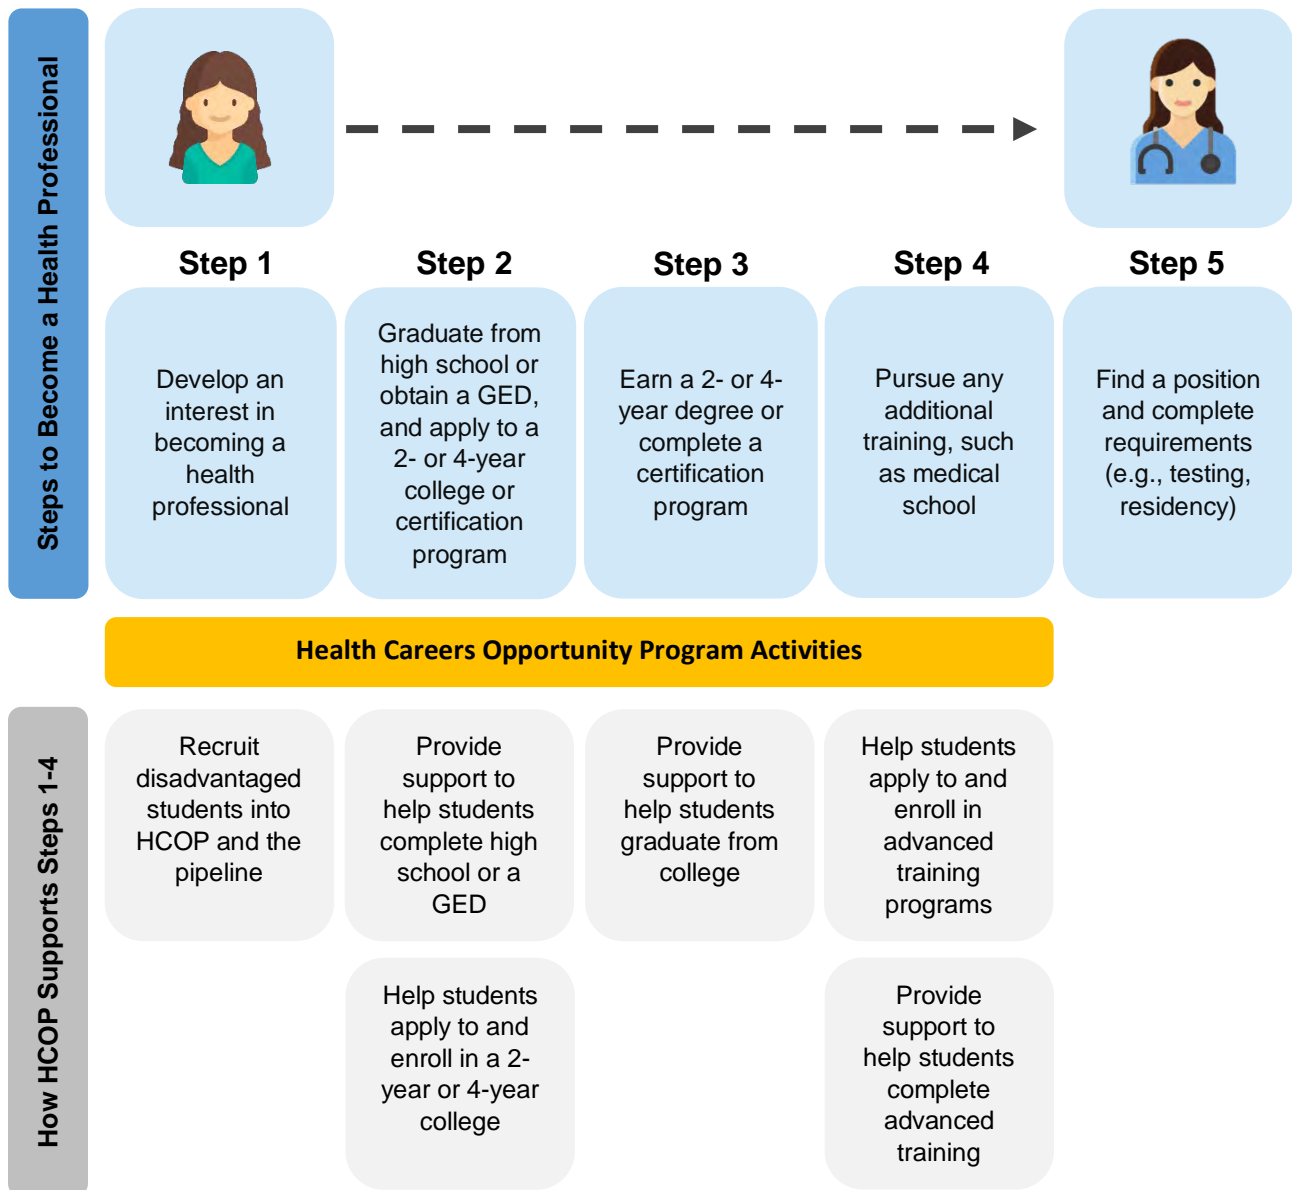 Steps to Become a Health Professional
Step 1
Step 2
Step 3
Step 4
Step 5
Develop an
interest in
becoming a
health
professional
Graduate from
high school or
obtain a GED,
and apply to a
2- or 4-year
college or
certification
program
Earn a 2- or 4-
year degree or
complete a
certification
program
Pursue any
additional
training, such
as medical
school
Find a position
and complete
requirements
(e.g., testing,
residency)
Health Careers Opportunity Program Activities
How HCOP Supports Steps 1-4
Recruit
disadvantaged
students into
HCOP and the
pipeline
Provide
support to
help students
complete high
school or a
GED
Provide
support to
help students
graduate from
college
Help students
apply to and
enroll in
advanced
training
programs
Help students
apply to and
enroll in a 2-
year or 4-year
college
Provide
support to
help students
complete
advanced
training